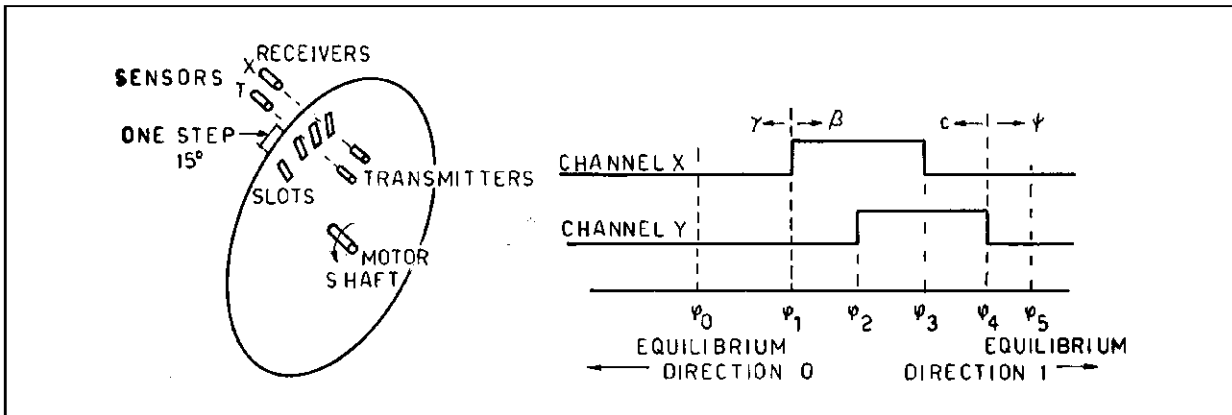 X RECEIVERS
SENSORS T
ONE STEP
15°
SLOTS
TRANSMITTERS
MOTOR
SHAFT
γ β c ψ
CHANNEL X
CHANNEL Y
φ0 φ1 φ2 φ3 φ4 φ5
EQUILIBRIUM EQUILIBRIUM
DIRECTION 0 DIRECTION 1